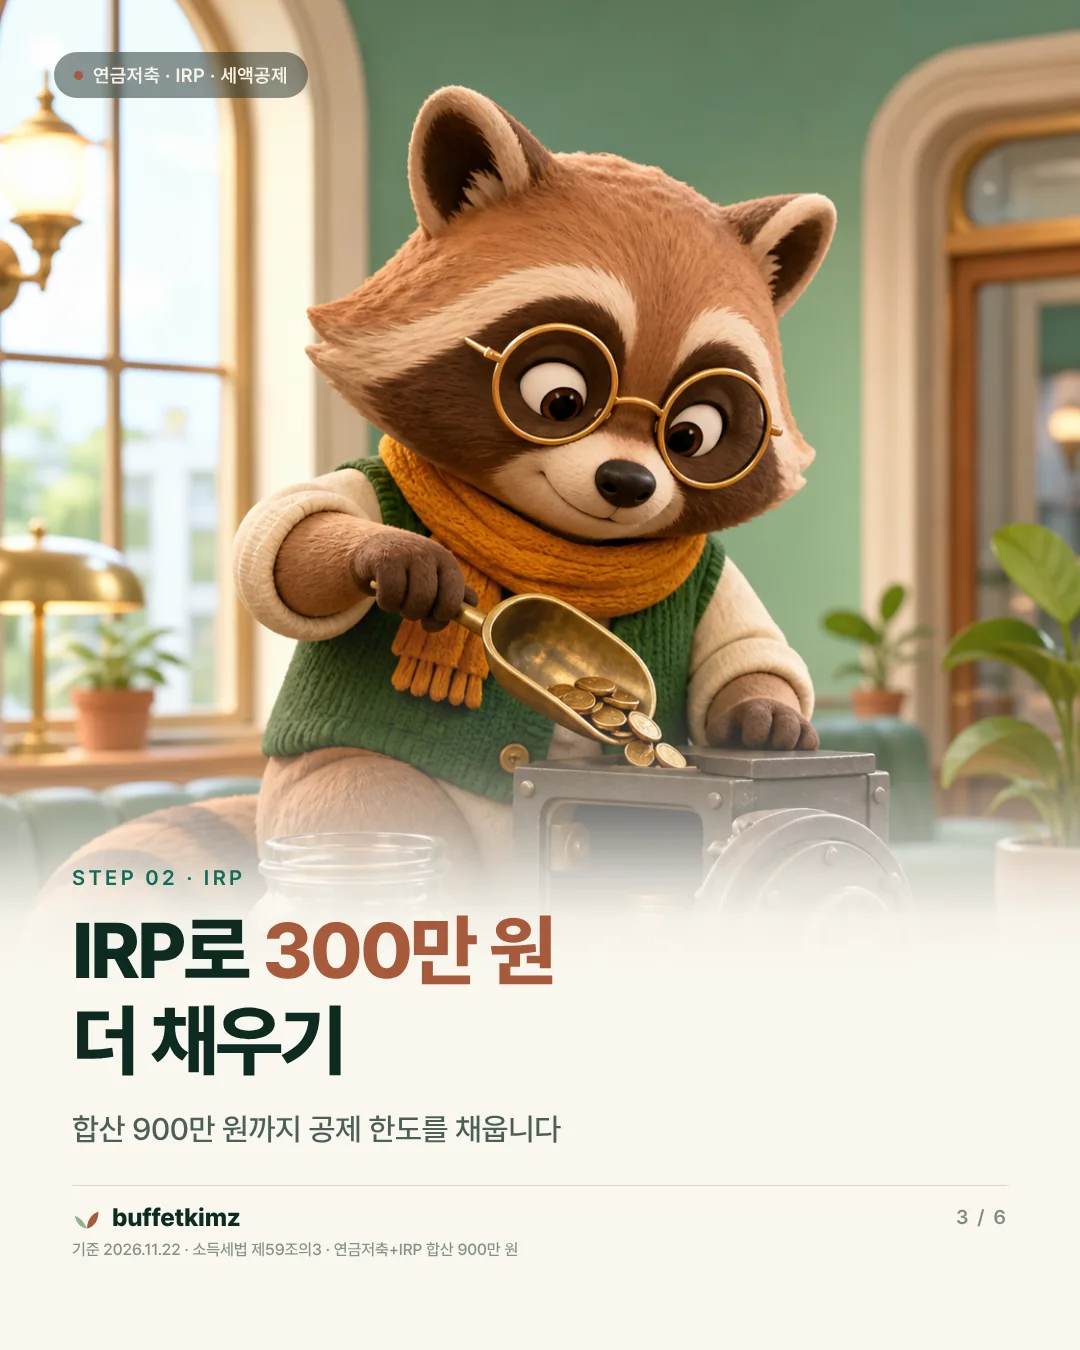 연금저축 · IRP · 세액공제
STEP 02 · IRP
IRP로 300만 원
더 채우기
합산 900만 원까지 공제 한도를 채웁니다
buffetkimz
3 / 6
기준 2026.11.22 · 소득세법 제59조의3 · 연금저축+IRP 합산 900만 원